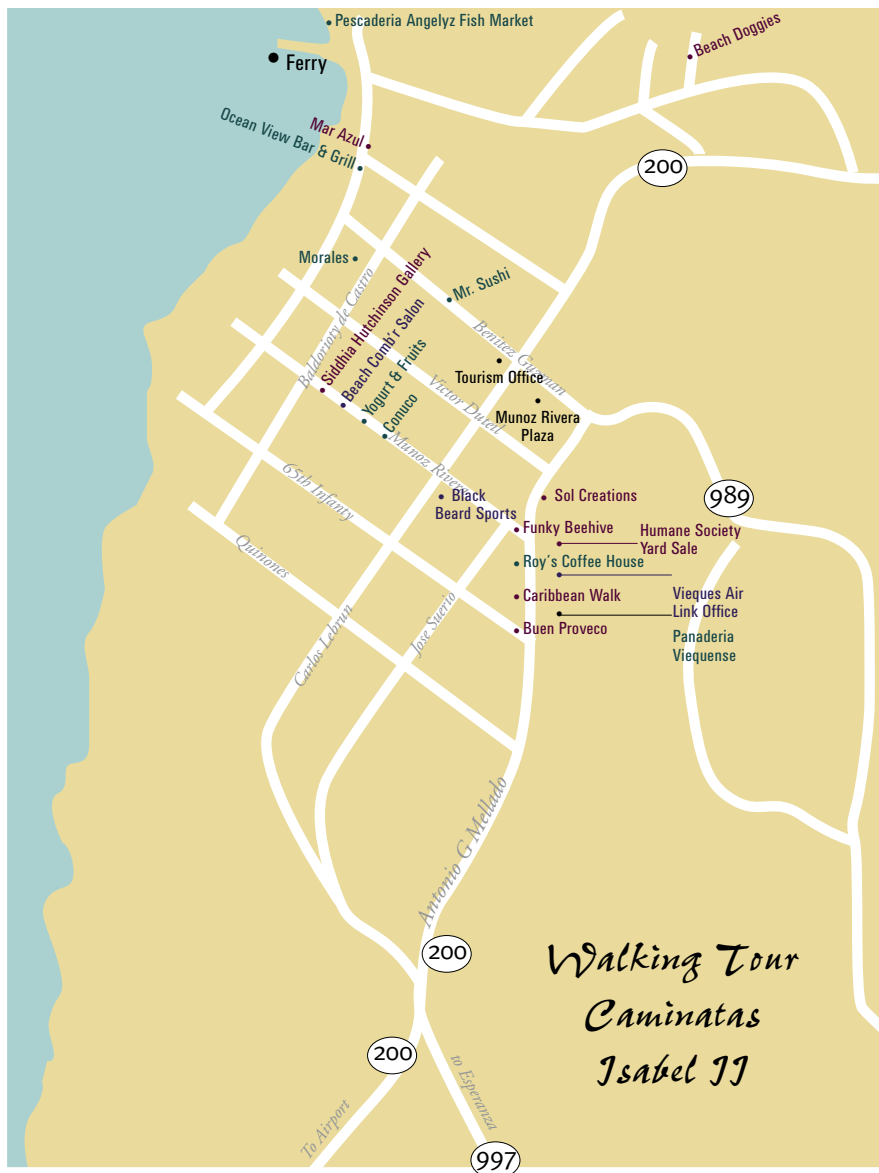 Pescaderia Angelyz Fish Market
Beach Doggies
Ferry
Mar Azul
Ocean View Bar & Grill
200
Morales
Baldorioty de Castro
Siddhia Hutchinson Gallery
Beach Comb'r Salon
Yogurt & Fruits
Conuco
Mr. Sushi
Benitez Guzman
Tourism Office
Victor Duteil
Munoz Rivera
Plaza
Munoz Rivera
65th Infanty
Black
Beard Sports
Sol Creations
989
Funky Beehive
Humane Society
Yard Sale
Roy's Coffee House
Quinones
Caribbean Walk
Vieques Air
Link Office
Buen Proveco
Panaderia
Viequense
Carlos Lebrun
Jose Suerio
Antonio G Mellado
200
Walking Tour
Caminatas
Isabel II
200
To Airport
to Esperanza
997